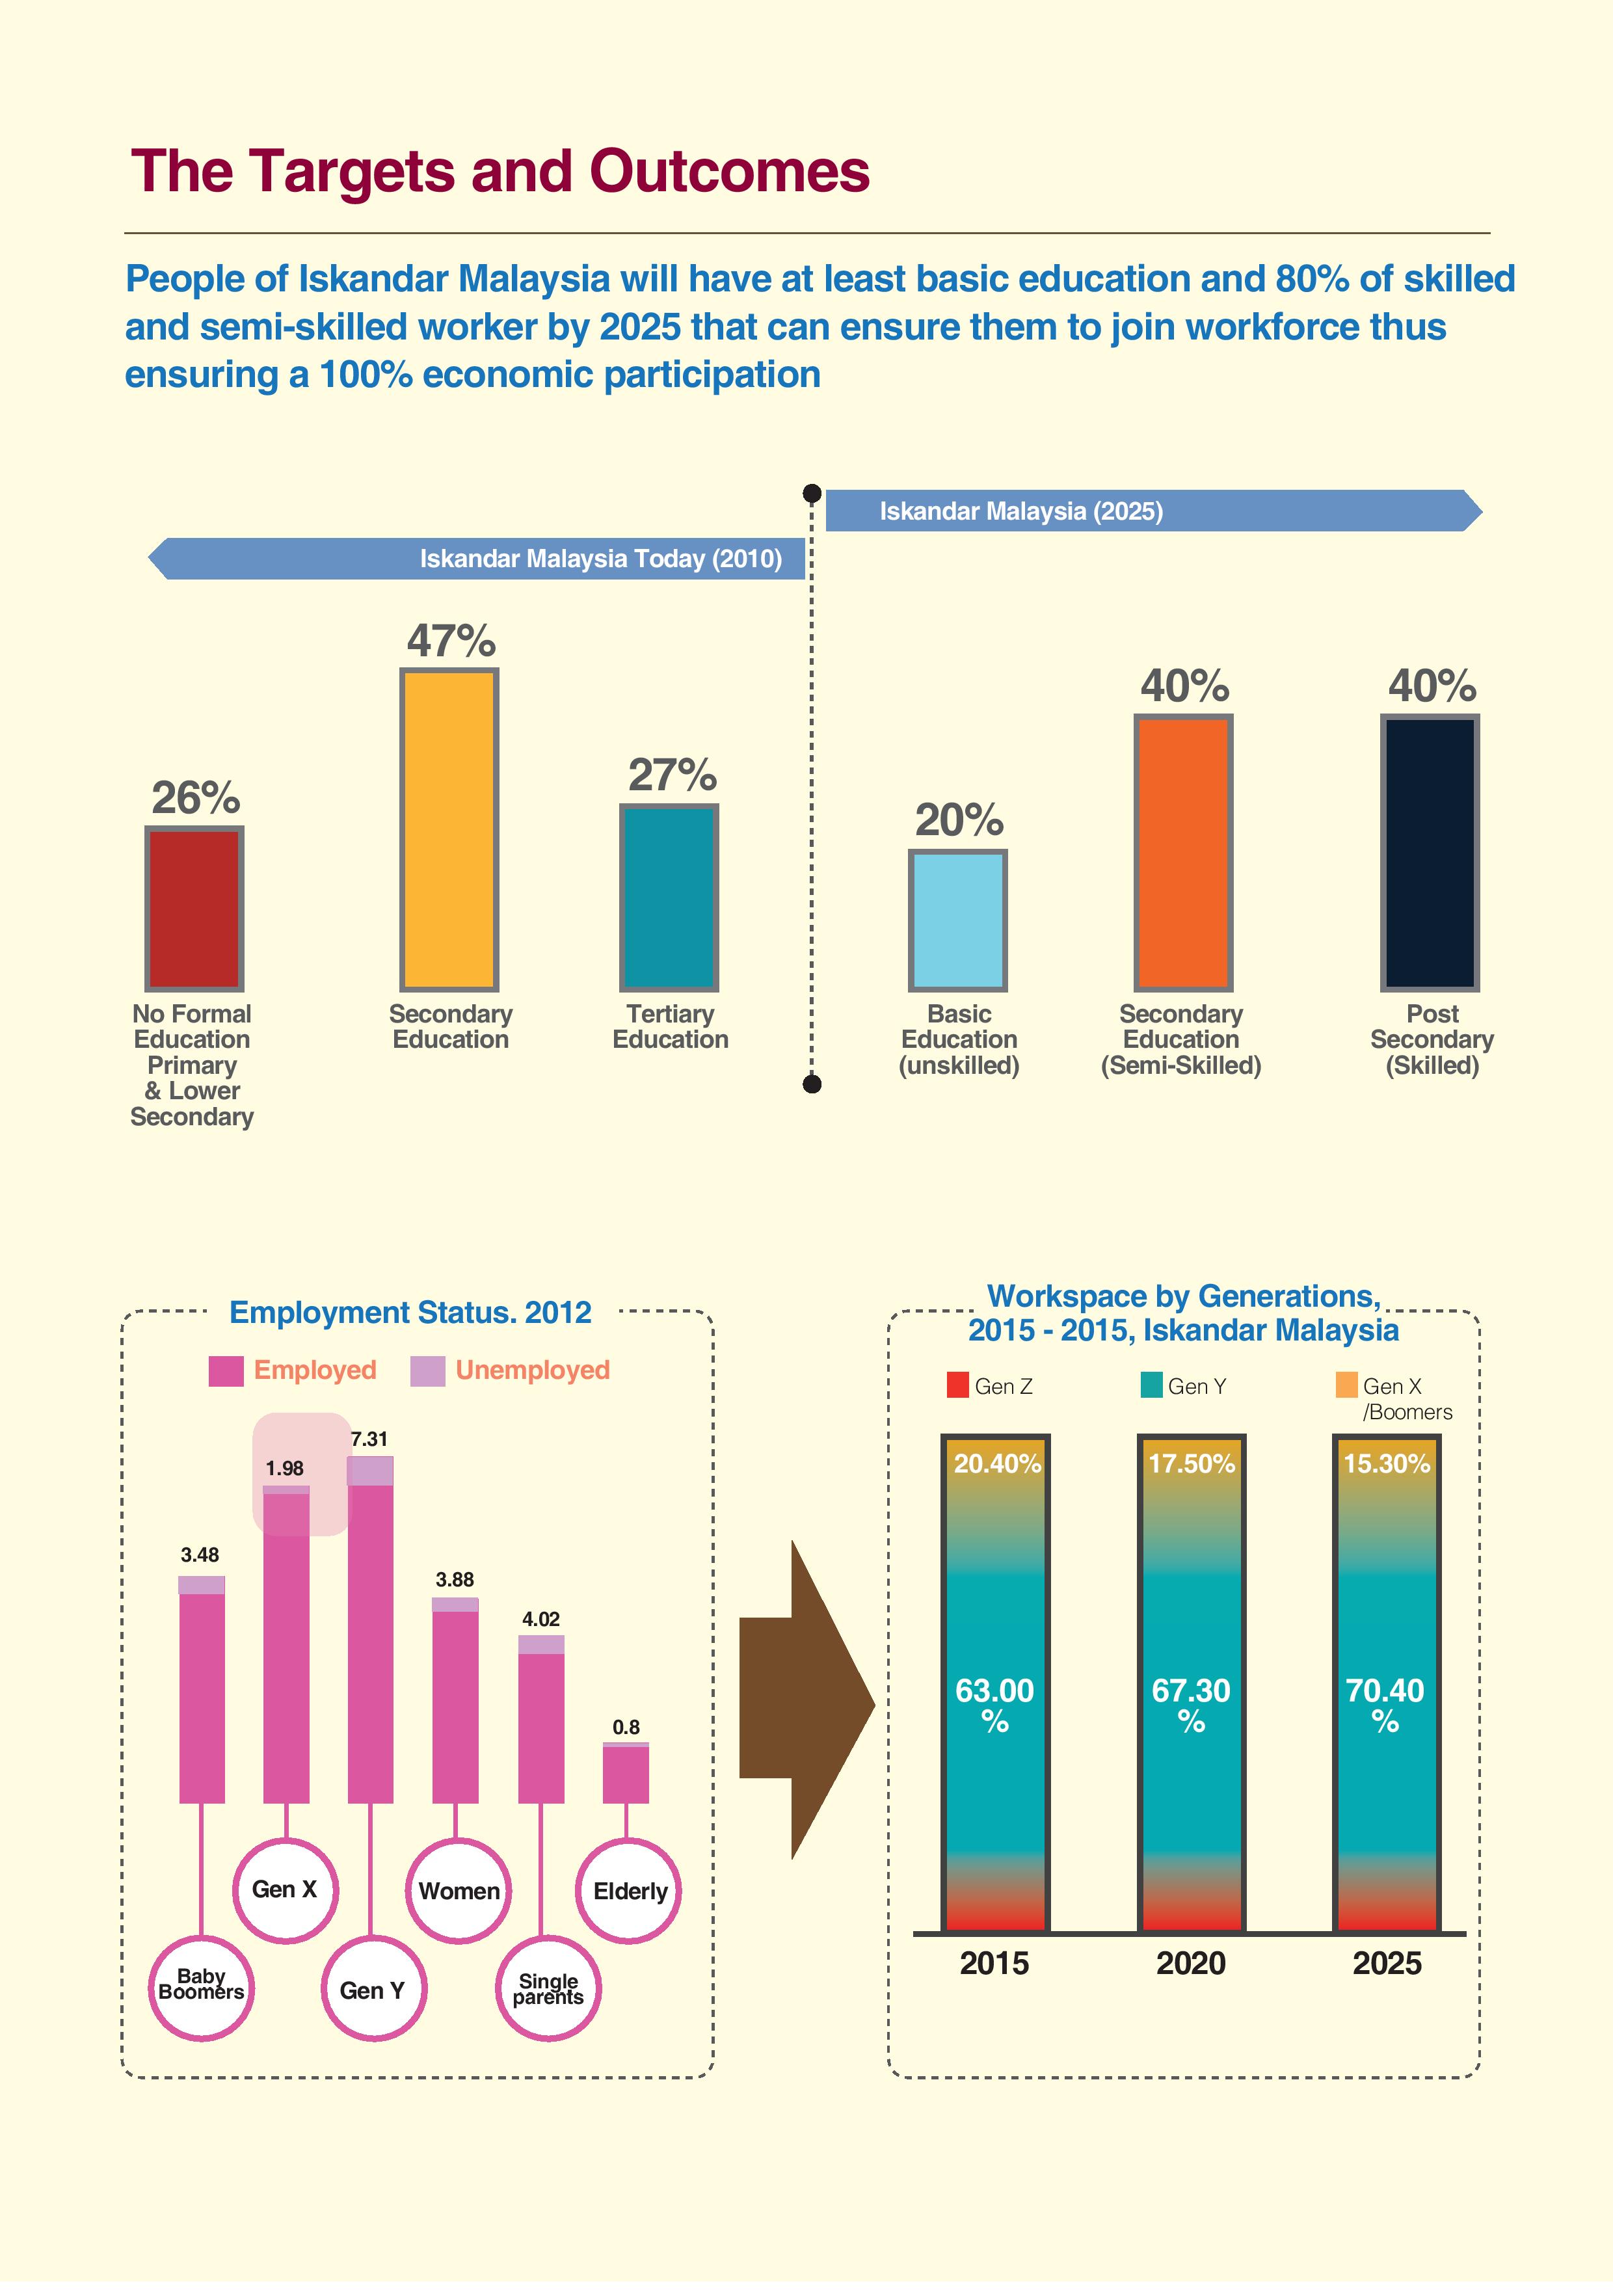 The Targets and Outcomes
People of Iskandar Malaysia will have at least basic education and 80% of skilled
and semi-skilled worker by 2025 that can ensure them to join workforce thus
ensuring a 100% economic participation
Iskandar Malaysia (2025)
Iskandar Malaysia Today (2010)
47%
26%
27%
20%
40%
40%
No Formal
Education
Primary
& Lower
Secondary
Secondary
Education
Tertiary
Education
Basic
Education
(unskilled)
Secondary
Education
(Semi-Skilled)
Post
Secondary
(Skilled)
Employment Status. 2012
Employed
Unemployed
3.48
1.98
7.31
3.88
4.02
0.8
Baby
Boomers
Gen X
Gen Y
Women
Single
parents
Elderly
Workspace by Generations,
2015 - 2015, Iskandar Malaysia
Gen Z
Gen Y
Gen X
/Boomers
20.40%
17.50%
15.30%
63.00
%
67.30
%
70.40
%
2015
2020
2025